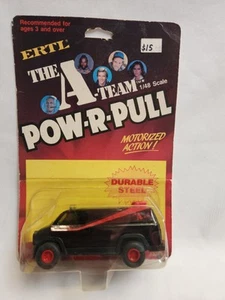 Recommended for
ages 3 and over
$15
ERTL
THE A-TEAM
1/48 Scale
POW-R-PULL
MOTORIZED
ACTION!
DURABLE
STEEL